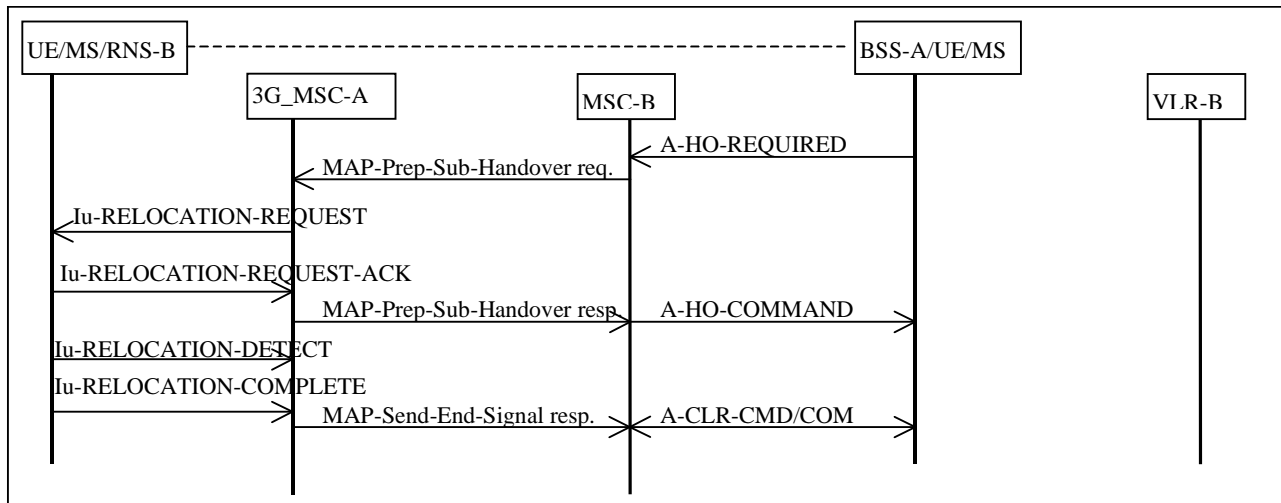 UE/MS/RNS-B
BSS-A/UE/MS
3G_MSC-A
MSC-B
VLR-B
A-HO-REQUIRED
MAP-Prep-Sub-Handover req.
Iu-RELOCATION-REQUEST
Iu-RELOCATION-REQUEST-ACK
MAP-Prep-Sub-Handover resp.
A-HO-COMMAND
Iu-RELOCATION-DETECT
Iu-RELOCATION-COMPLETE
MAP-Send-End-Signal resp.
A-CLR-CMD/COM